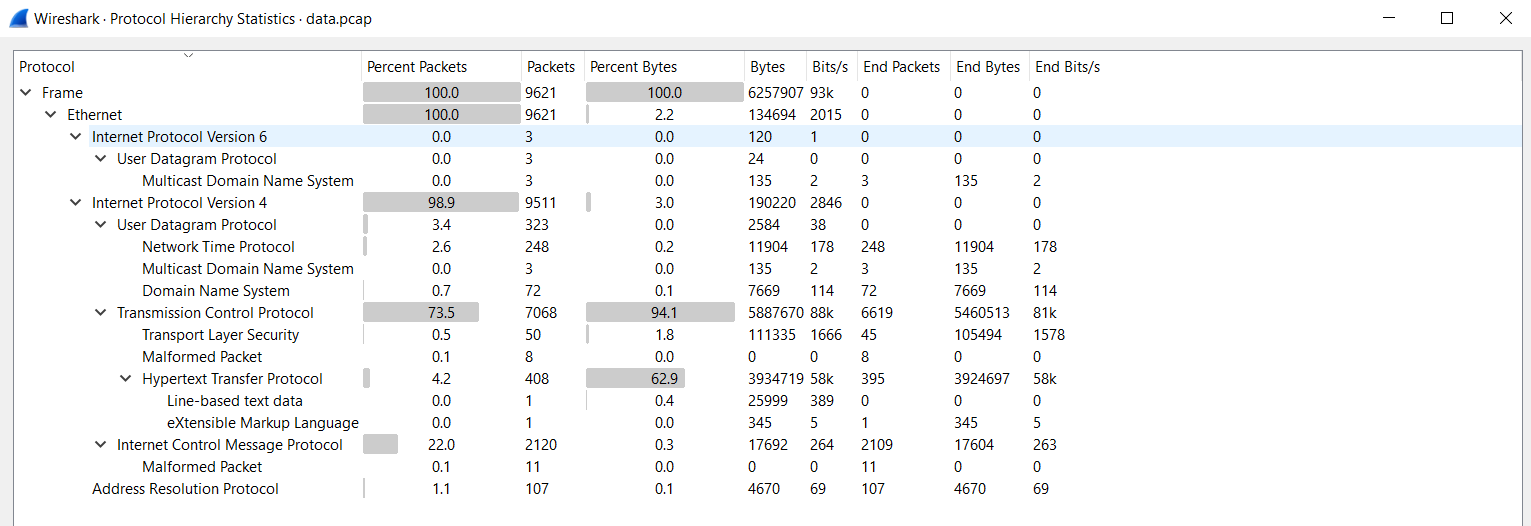 Wireshark · Protocol Hierarchy Statistics · data.pcap
Protocol Percent Packets Packets Percent Bytes Bytes Bits/s End Packets End Bytes End Bits/s
Frame 100.0 9621 100.0 6257907 93k 0 0 0
Ethernet 100.0 9621 2.2 134694 2015 0 0 0
Internet Protocol Version 6 0.0 3 0.0 120 1 0 0 0
User Datagram Protocol 0.0 3 0.0 24 0 0 0 0
Multicast Domain Name System 0.0 3 0.0 135 2 3 135 2
Internet Protocol Version 4 98.9 9511 3.0 190220 2846 0 0 0
User Datagram Protocol 3.4 323 0.0 2584 38 0 0 0
Network Time Protocol 2.6 248 0.2 11904 178 248 11904 178
Multicast Domain Name System 0.0 3 0.0 135 2 3 135 2
Domain Name System 0.7 72 0.1 7669 114 72 7669 114
Transmission Control Protocol 73.5 7068 94.1 5887670 88k 6619 5460513 81k
Transport Layer Security 0.5 50 1.8 111335 1666 45 105494 1578
Malformed Packet 0.1 8 0.0 0 0 8 0 0
Hypertext Transfer Protocol 4.2 408 62.9 3934719 58k 395 3924697 58k
Line-based text data 0.0 1 0.4 25999 389 0 0 0
eXtensible Markup Language 0.0 1 0.0 345 5 1 345 5
Internet Control Message Protocol 22.0 2120 0.3 17692 264 2109 17604 263
Malformed Packet 0.1 11 0.0 0 0 11 0 0
Address Resolution Protocol 1.1 107 0.1 4670 69 107 4670 69